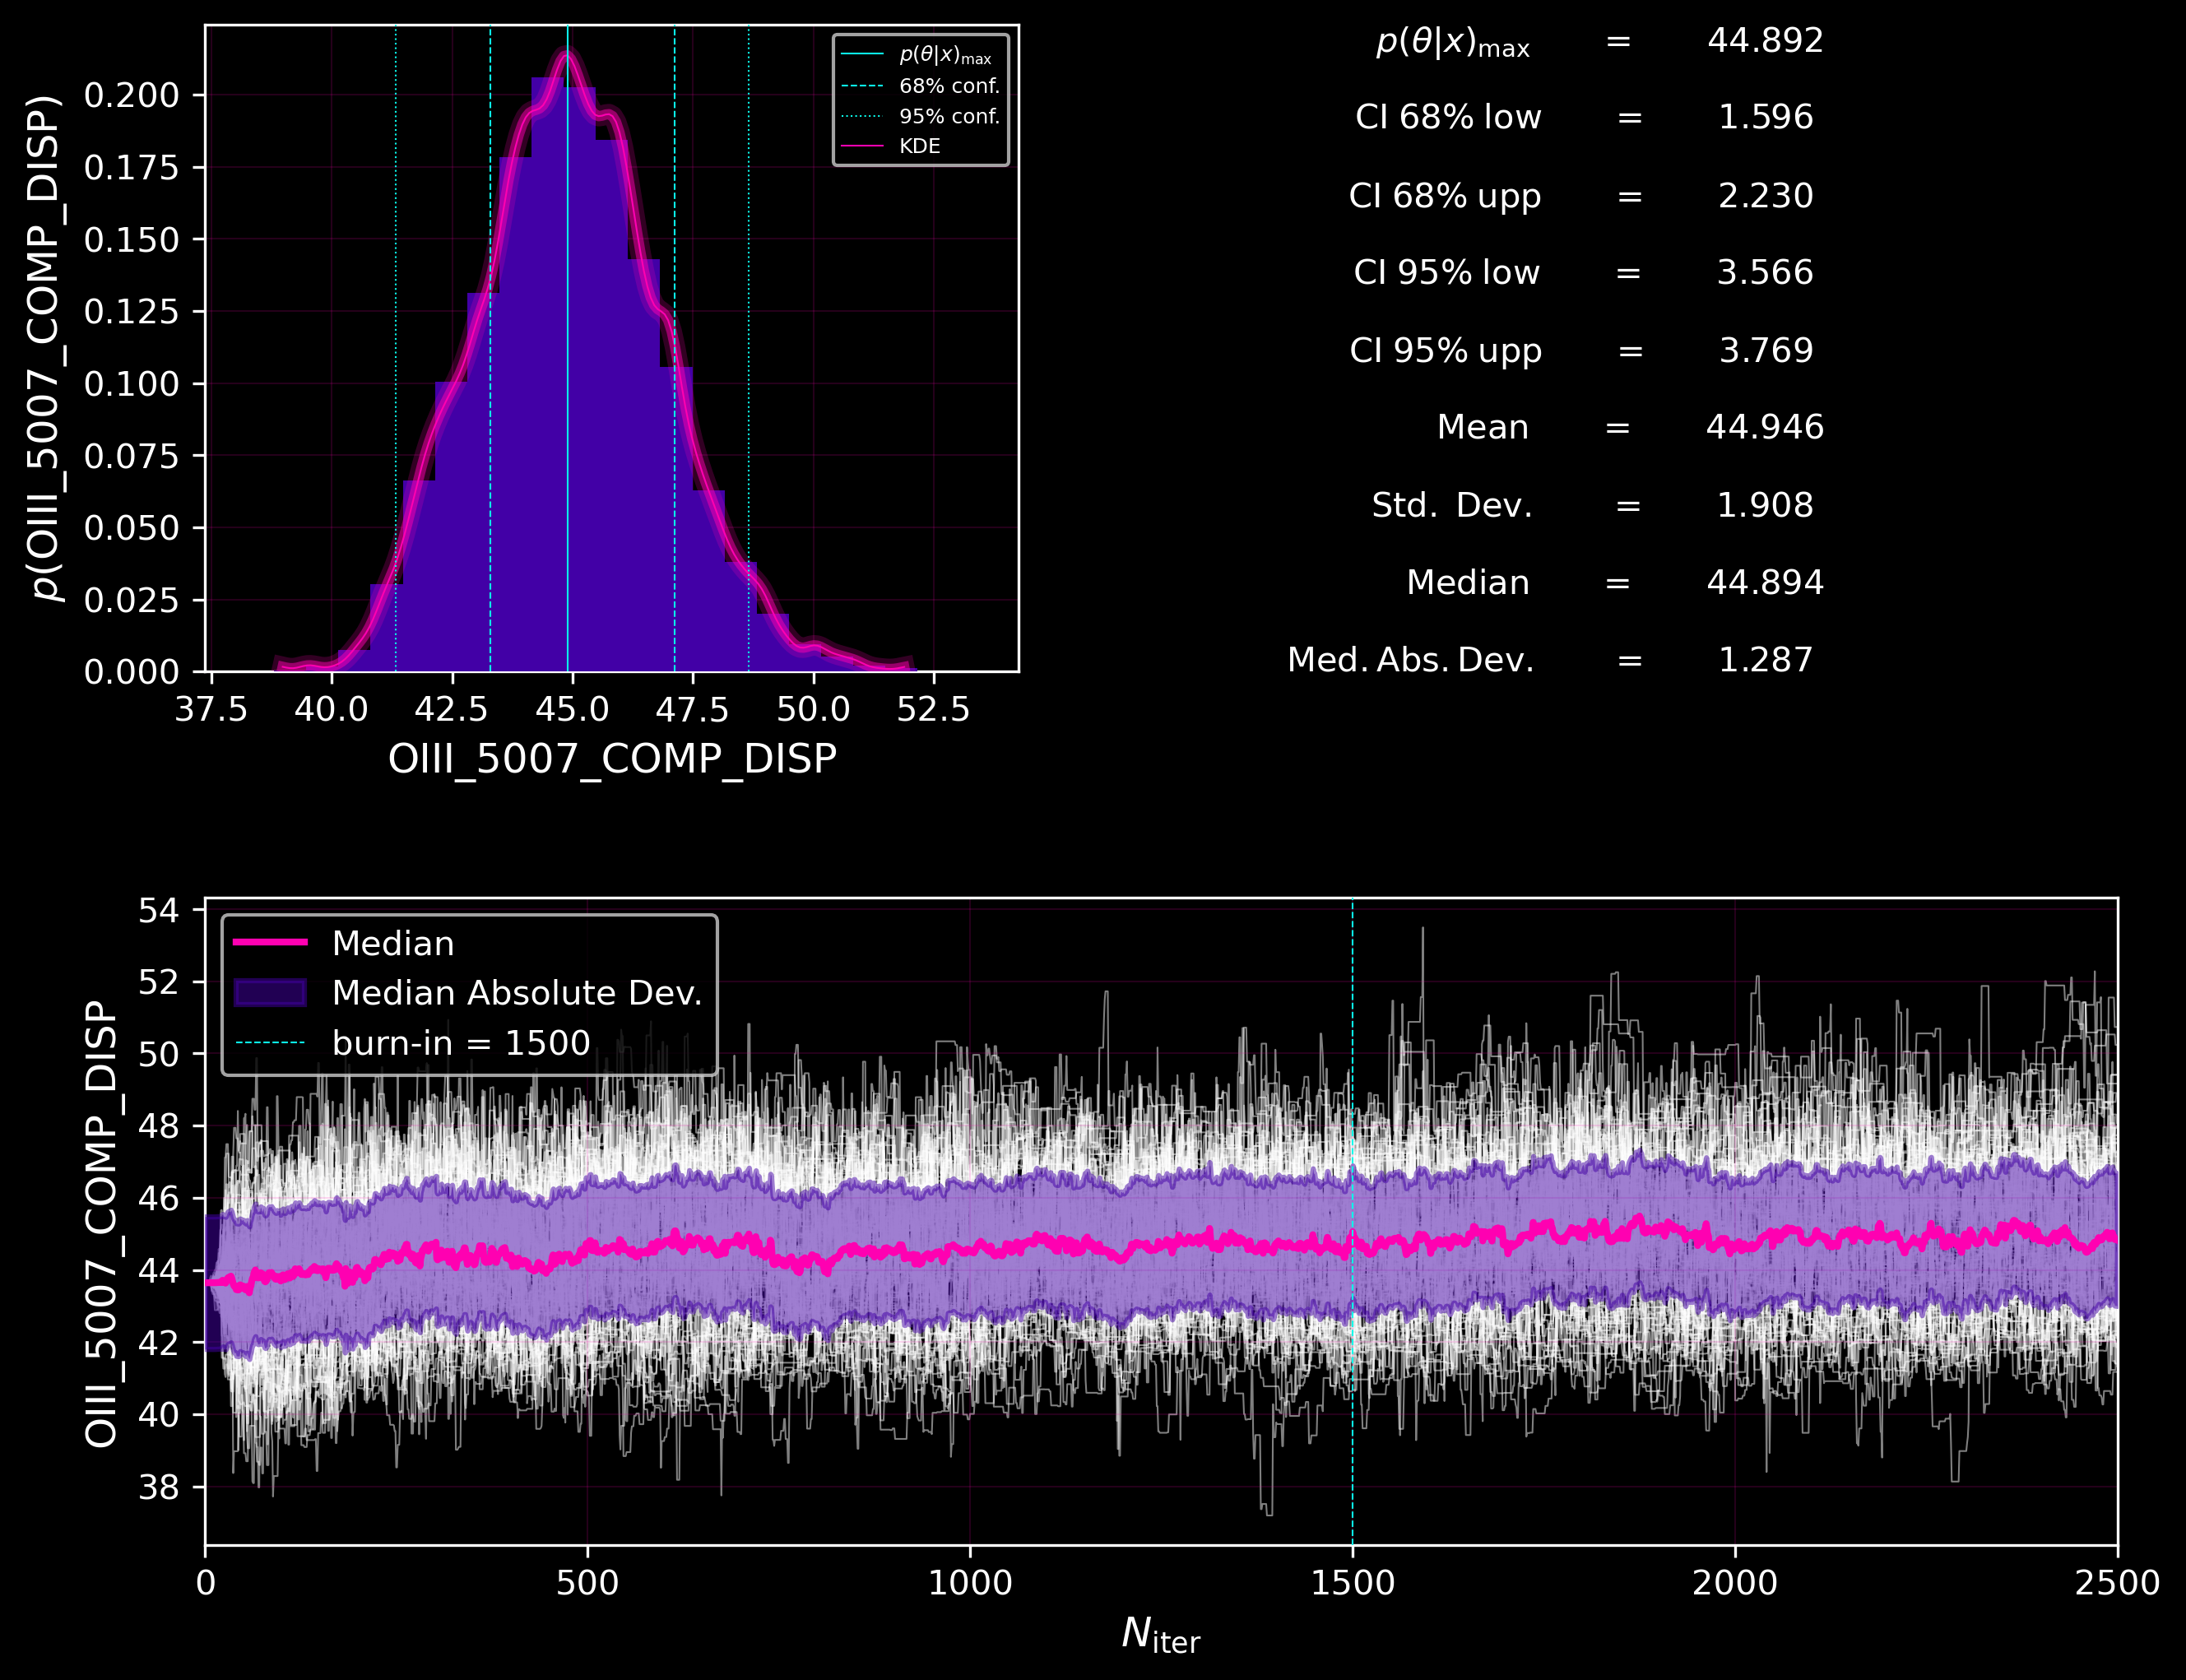 p(OIII_5007_COMP_DISP)
0.200
0.175
0.150
0.125
0.100
0.075
0.050
0.025
0.000
37.5 40.0 42.5 45.0 47.5 50.0 52.5
OIII_5007_COMP_DISP
p(θ|x)max
68% conf.
95% conf.
KDE
p(θ|x)max = 44.892
CI 68% low = 1.596
CI 68% upp = 2.230
CI 95% low = 3.566
CI 95% upp = 3.769
Mean = 44.946
Std. Dev. = 1.908
Median = 44.894
Med. Abs. Dev. = 1.287
OIII_5007_COMP_DISP
54
52
50
48
46
44
42
40
38
Median
Median Absolute Dev.
burn-in = 1500
0 500 1000 1500 2000 2500
Niter